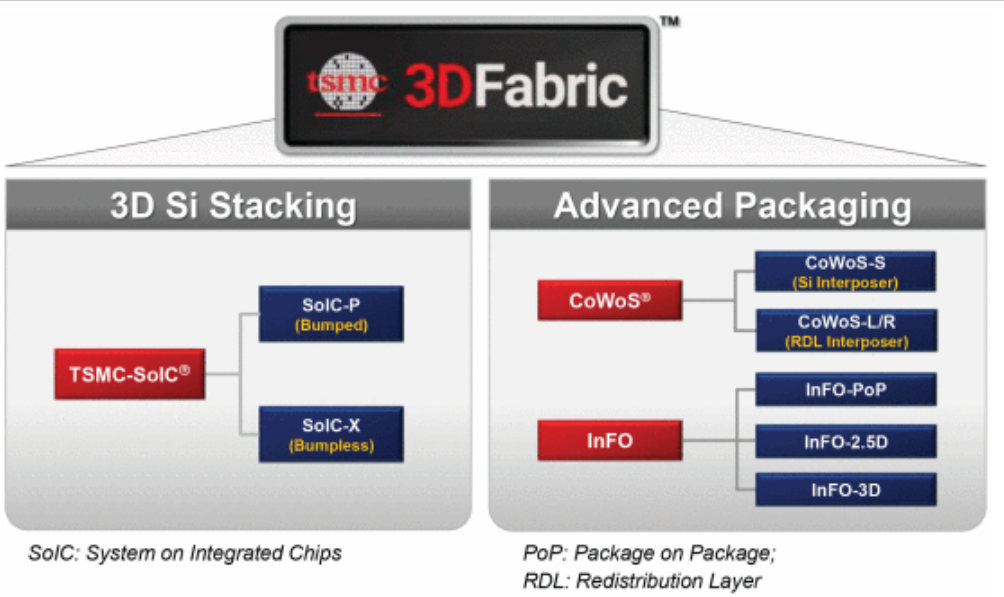 TM
tsmc 3DFabric
3D Si Stacking
TSMC-SoIC®
SoIC-P
(Bumped)
SoIC-X
(Bumpless)
SoIC: System on Integrated Chips
Advanced Packaging
CoWoS®
CoWoS-S
(Si Interposer)
CoWoS-L/R
(RDL Interposer)
InFO
InFO-PoP
InFO-2.5D
InFO-3D
PoP: Package on Package;
RDL: Redistribution Layer